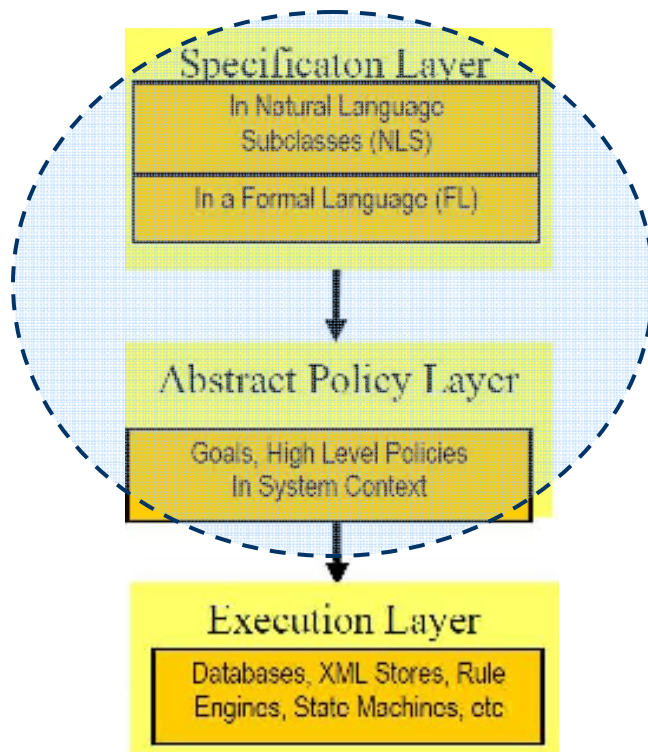 Specificaton Layer
In Natural Language
Subclasses (NLS)
In a Formal Language (FL)
Abstract Policy Layer
Goals, High Level Policies
In System Context
Execution Layer
Databases, XML Stores, Rule
Engines, State Machines, etc